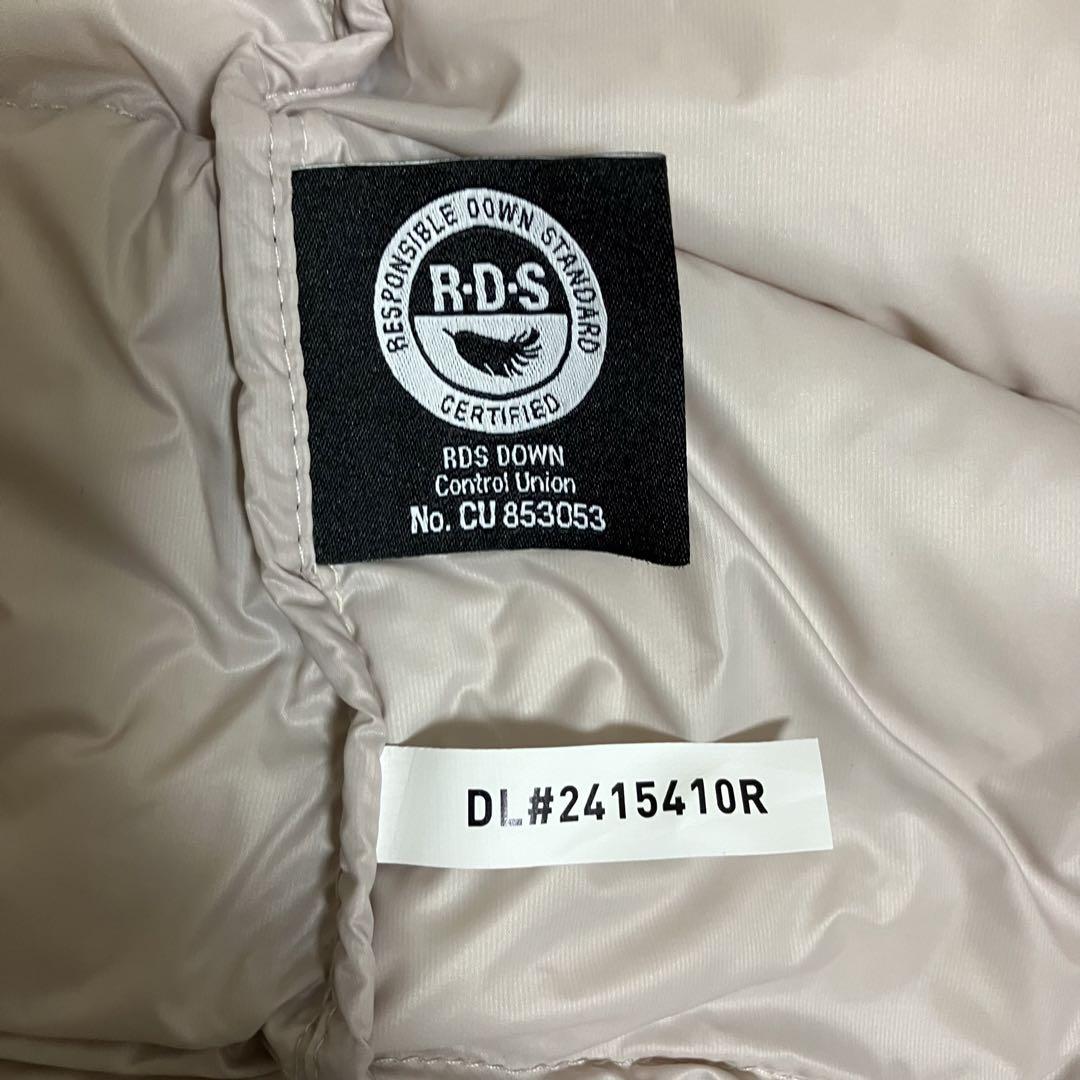 RESPONSIBLE DOWN STANDARD
R·D·S
CERTIFIED
RDS DOWN
Control Union
No. CU 853053
DL#2415410R